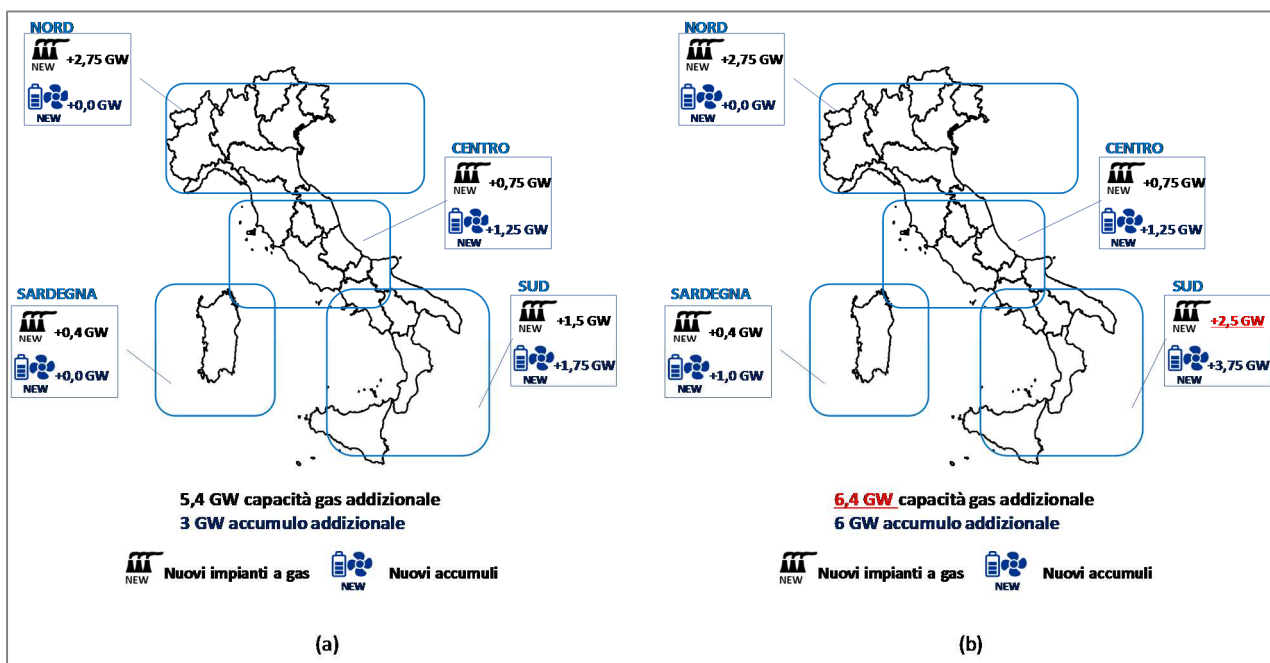 NORD
NEW
+2,75 GW
+0,0 GW
NEW
CENTRO
NEW
+0,75 GW
+1,25 GW
NEW
SARDEGNA
NEW
+0,4 GW
+0,0 GW
NEW
SUD
NEW
+1,5 GW
+1,75 GW
NEW
5,4 GW capacità gas addizionale
3 GW accumulo addizionale
NEW Nuovi impianti a gas
NEW Nuovi accumuli
(a)
NORD
NEW
+2,75 GW
+0,0 GW
NEW
CENTRO
NEW
+0,75 GW
+1,25 GW
NEW
SARDEGNA
NEW
+0,4 GW
+1,0 GW
NEW
SUD
NEW
+2,5 GW
+3,75 GW
NEW
6,4 GW capacità gas addizionale
6 GW accumulo addizionale
NEW Nuovi impianti a gas
NEW Nuovi accumuli
(b)